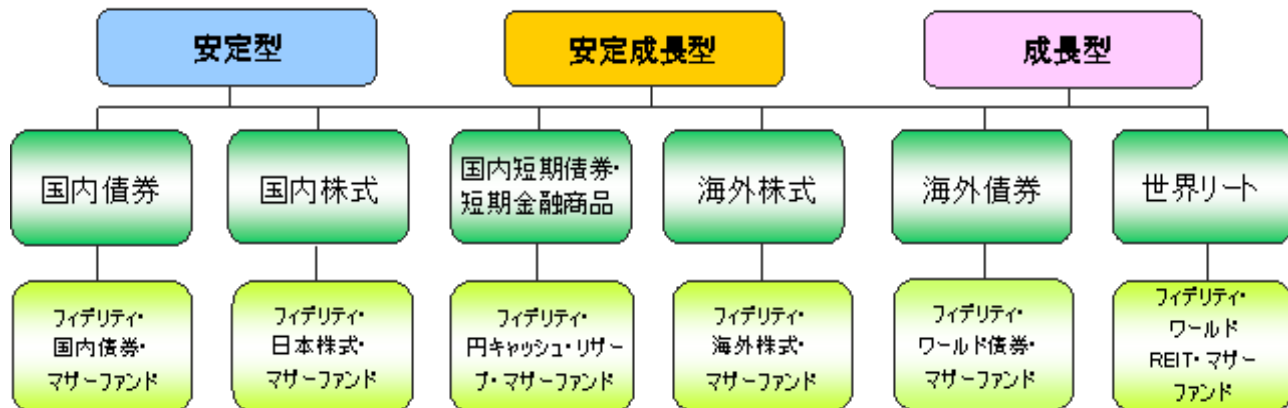 安定型
安定成長型
成長型
国内債券
国内株式
国内短期債券・
短期金融商品
海外株式
海外債券
世界リート
フィデリティ・
国内債券・
マザーファンド
フィデリティ・
日本株式・
マザーファンド
フィデリティ・
円キャッシュ・リザー
ブ・マザーファンド
フィデリティ・
海外株式・
マザーファンド
フィデリティ・
ワールド債券・
マザーファンド
フィデリティ・
ワールド
REIT・マザー
ファンド